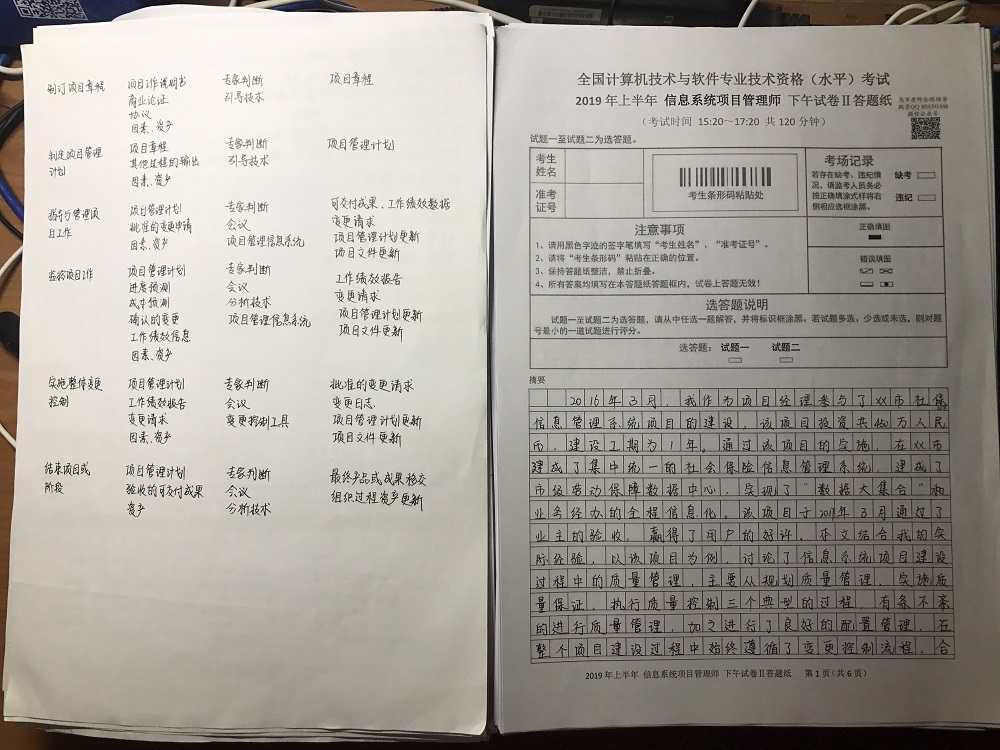 制订项目章程 项目工作说明书 专家判断 项目章程
商业论证 引导技术
协议
因素、资产
制定项目管理 项目章程 专家判断 项目管理计划
计划 其他过程的输出 引导技术
因素、资产
指导与管理项 项目管理计划 专家判断 可交付成果、工作绩效数据
目工作 批准的变更申请 会议 变更请求
因素、资产 项目管理信息系统 项目管理计划更新
项目文件更新
监控项目工作 项目管理计划 专家判断 工作绩效报告
进度预测 会议 变更请求
成本预测 分析技术 项目管理计划更新
确认的变更 项目管理信息系统 项目文件更新
工作绩效信息
因素、资产
实施整体变更 项目管理计划 专家判断 批准的变更请求
控制 工作绩效报告 会议 变更日志
变更请求 变更控制工具 项目管理计划更新
因素、资产 项目文件更新
结束项目或 项目管理计划 专家判断 最终产品或成果移交
阶段 验收的可交付成果 会议 组织过程资产更新
资产 分析技术
全国计算机技术与软件专业技术资格（水平）考试
2019 年上半年 信息系统项目管理师 下午试卷Ⅱ答题纸
（考试时间 15:20～17:20 共 120 分钟）
试题一至试题二为选答题。
考生
姓名
准考
证号
考生条形码粘贴处
考场记录
若存在缺考、违纪情
况，请监考人员务必
按正确填涂式样将右
侧相应选框涂黑。
缺考
违纪
注意事项
1、请用黑色字迹的签字笔填写“考生姓名”、“准考证号”。
2、请将“考生条形码”粘贴在正确的位置。
3、保持答题纸整洁，禁止折叠。
4、所有答案均填写在本答题纸答题框内，试卷上答题无效！
正确填图
错误填图
选答题说明
试题一至试题二为选答题，请从中任选一题解答，并将标识框涂黑。若试题多选、少选或未选，则对题
号最小的一道试题进行评分。
选答题： 试题一 试题二
摘要
2016年3月，我作为项目经理参与了XX市社保
信息管理系统项目的建设，该项目投资共 万人民
币，建设工期为1年。通过该项目的实施，在XX市
建成了集中统一的社会保险信息管理系统，建成了
市级劳动保障数据中心，实现了“数据大集合”和
业务经办的全程信息化。该项目于2017年3月通过了
业主的验收，赢得了用户的好评。本文结合我的实
际经验，以该项目为例，讨论了信息系统项目建设
过程中的质量管理，主要从规划质量管理、实施质
量保证、执行质量控制三个典型的过程，有条不紊
的进行质量管理，加之进行了良好的配置管理，在
整个项目建设过程中始终遵循了变更控制流程，合
2019 年上半年 信息系统项目管理师 下午试卷Ⅱ答题纸 第 1 页（共 6 页）